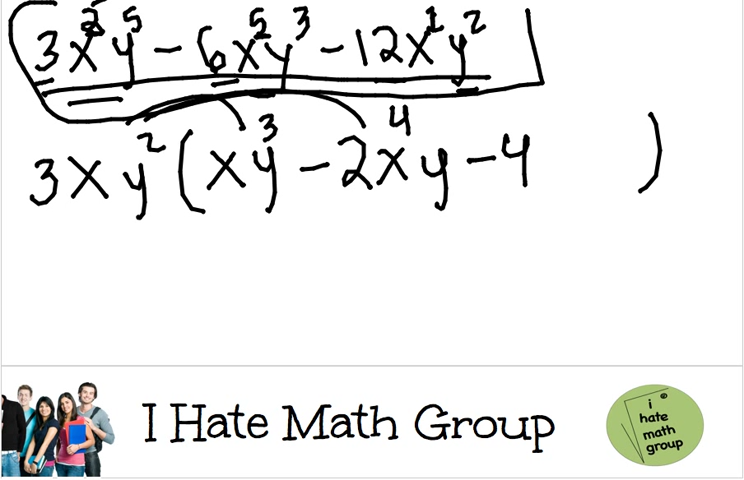 3x²y⁵ - 6x⁵y³ - 12x¹y²
3xy²(xy³ - 2x⁴y - 4 )
I Hate Math Group
i
hate
math
group